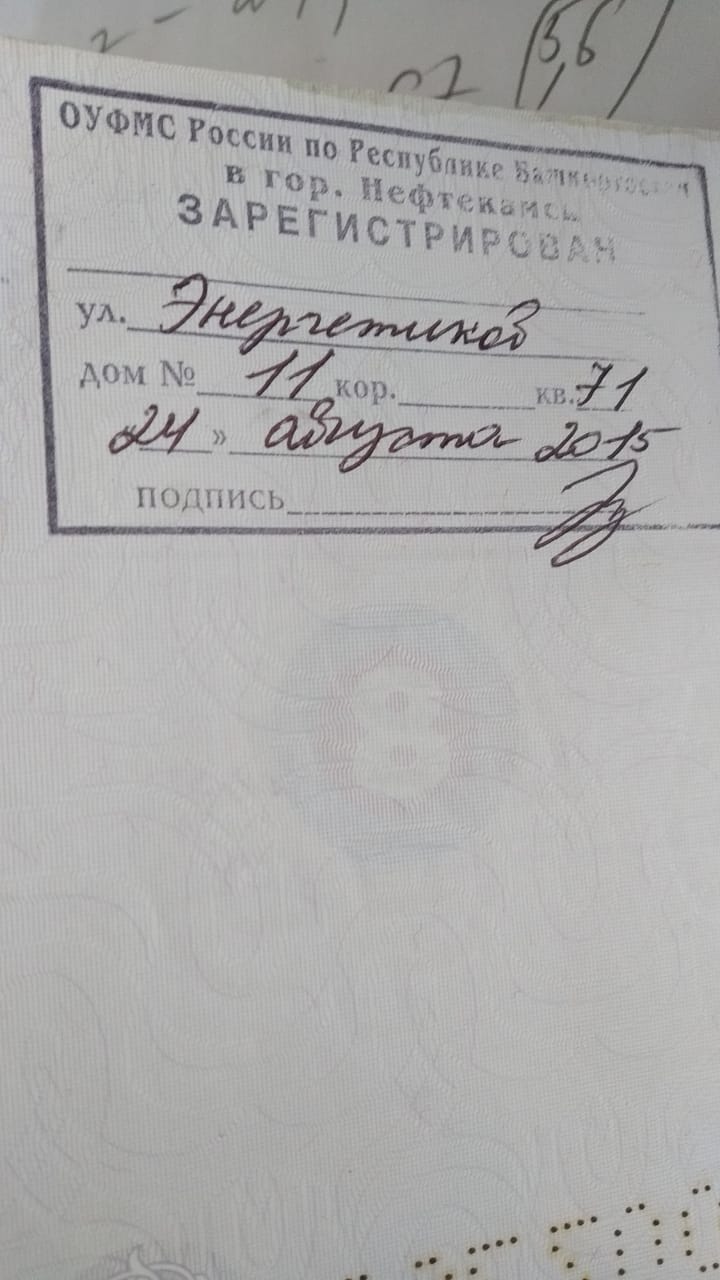 ОУФМС России по Республике Башкортостан
в гор. Нефтекамск
ЗАРЕГИСТРИРОВАН
ул. Энергетиков
дом № 11 кор. кв. 71
«24» августа 2015
подпись